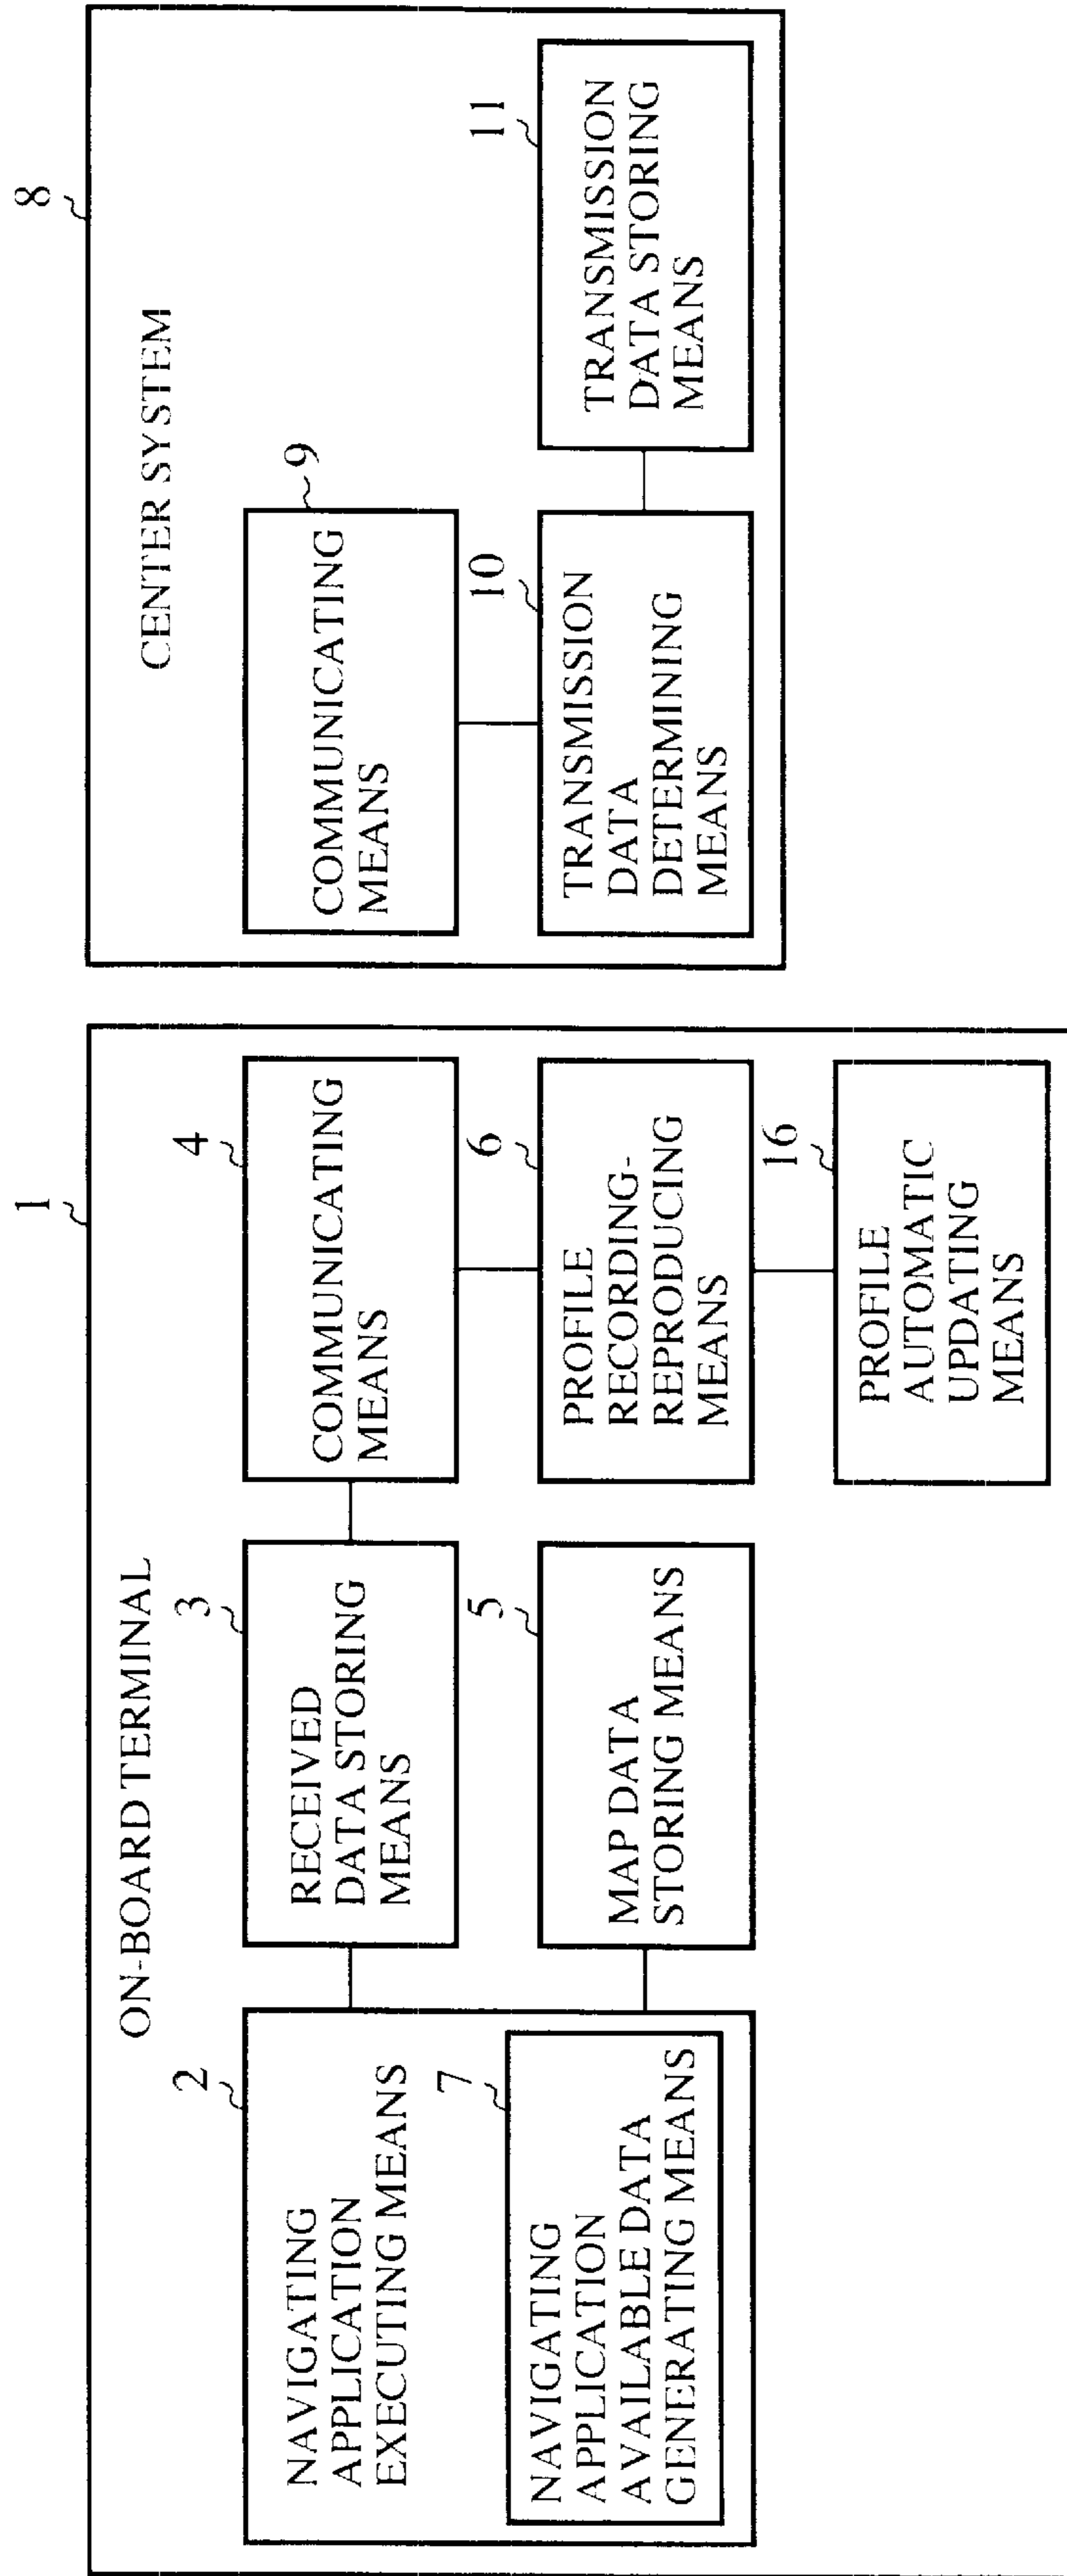 1
ON-BOARD TERMINAL
2
NAVIGATING
APPLICATION
EXECUTING MEANS
7
NAVIGATING
APPLICATION
AVAILABLE DATA
GENERATING MEANS
3
RECEIVED
DATA STORING
MEANS
5
MAP DATA
STORING MEANS
4
COMMUNICATING
MEANS
6
PROFILE
RECORDING-
REPRODUCING
MEANS
16
PROFILE
AUTOMATIC
UPDATING
MEANS
8
CENTER SYSTEM
9
COMMUNICATING
MEANS
10
TRANSMISSION
DATA
DETERMINING
MEANS
11
TRANSMISSION
DATA STORING
MEANS